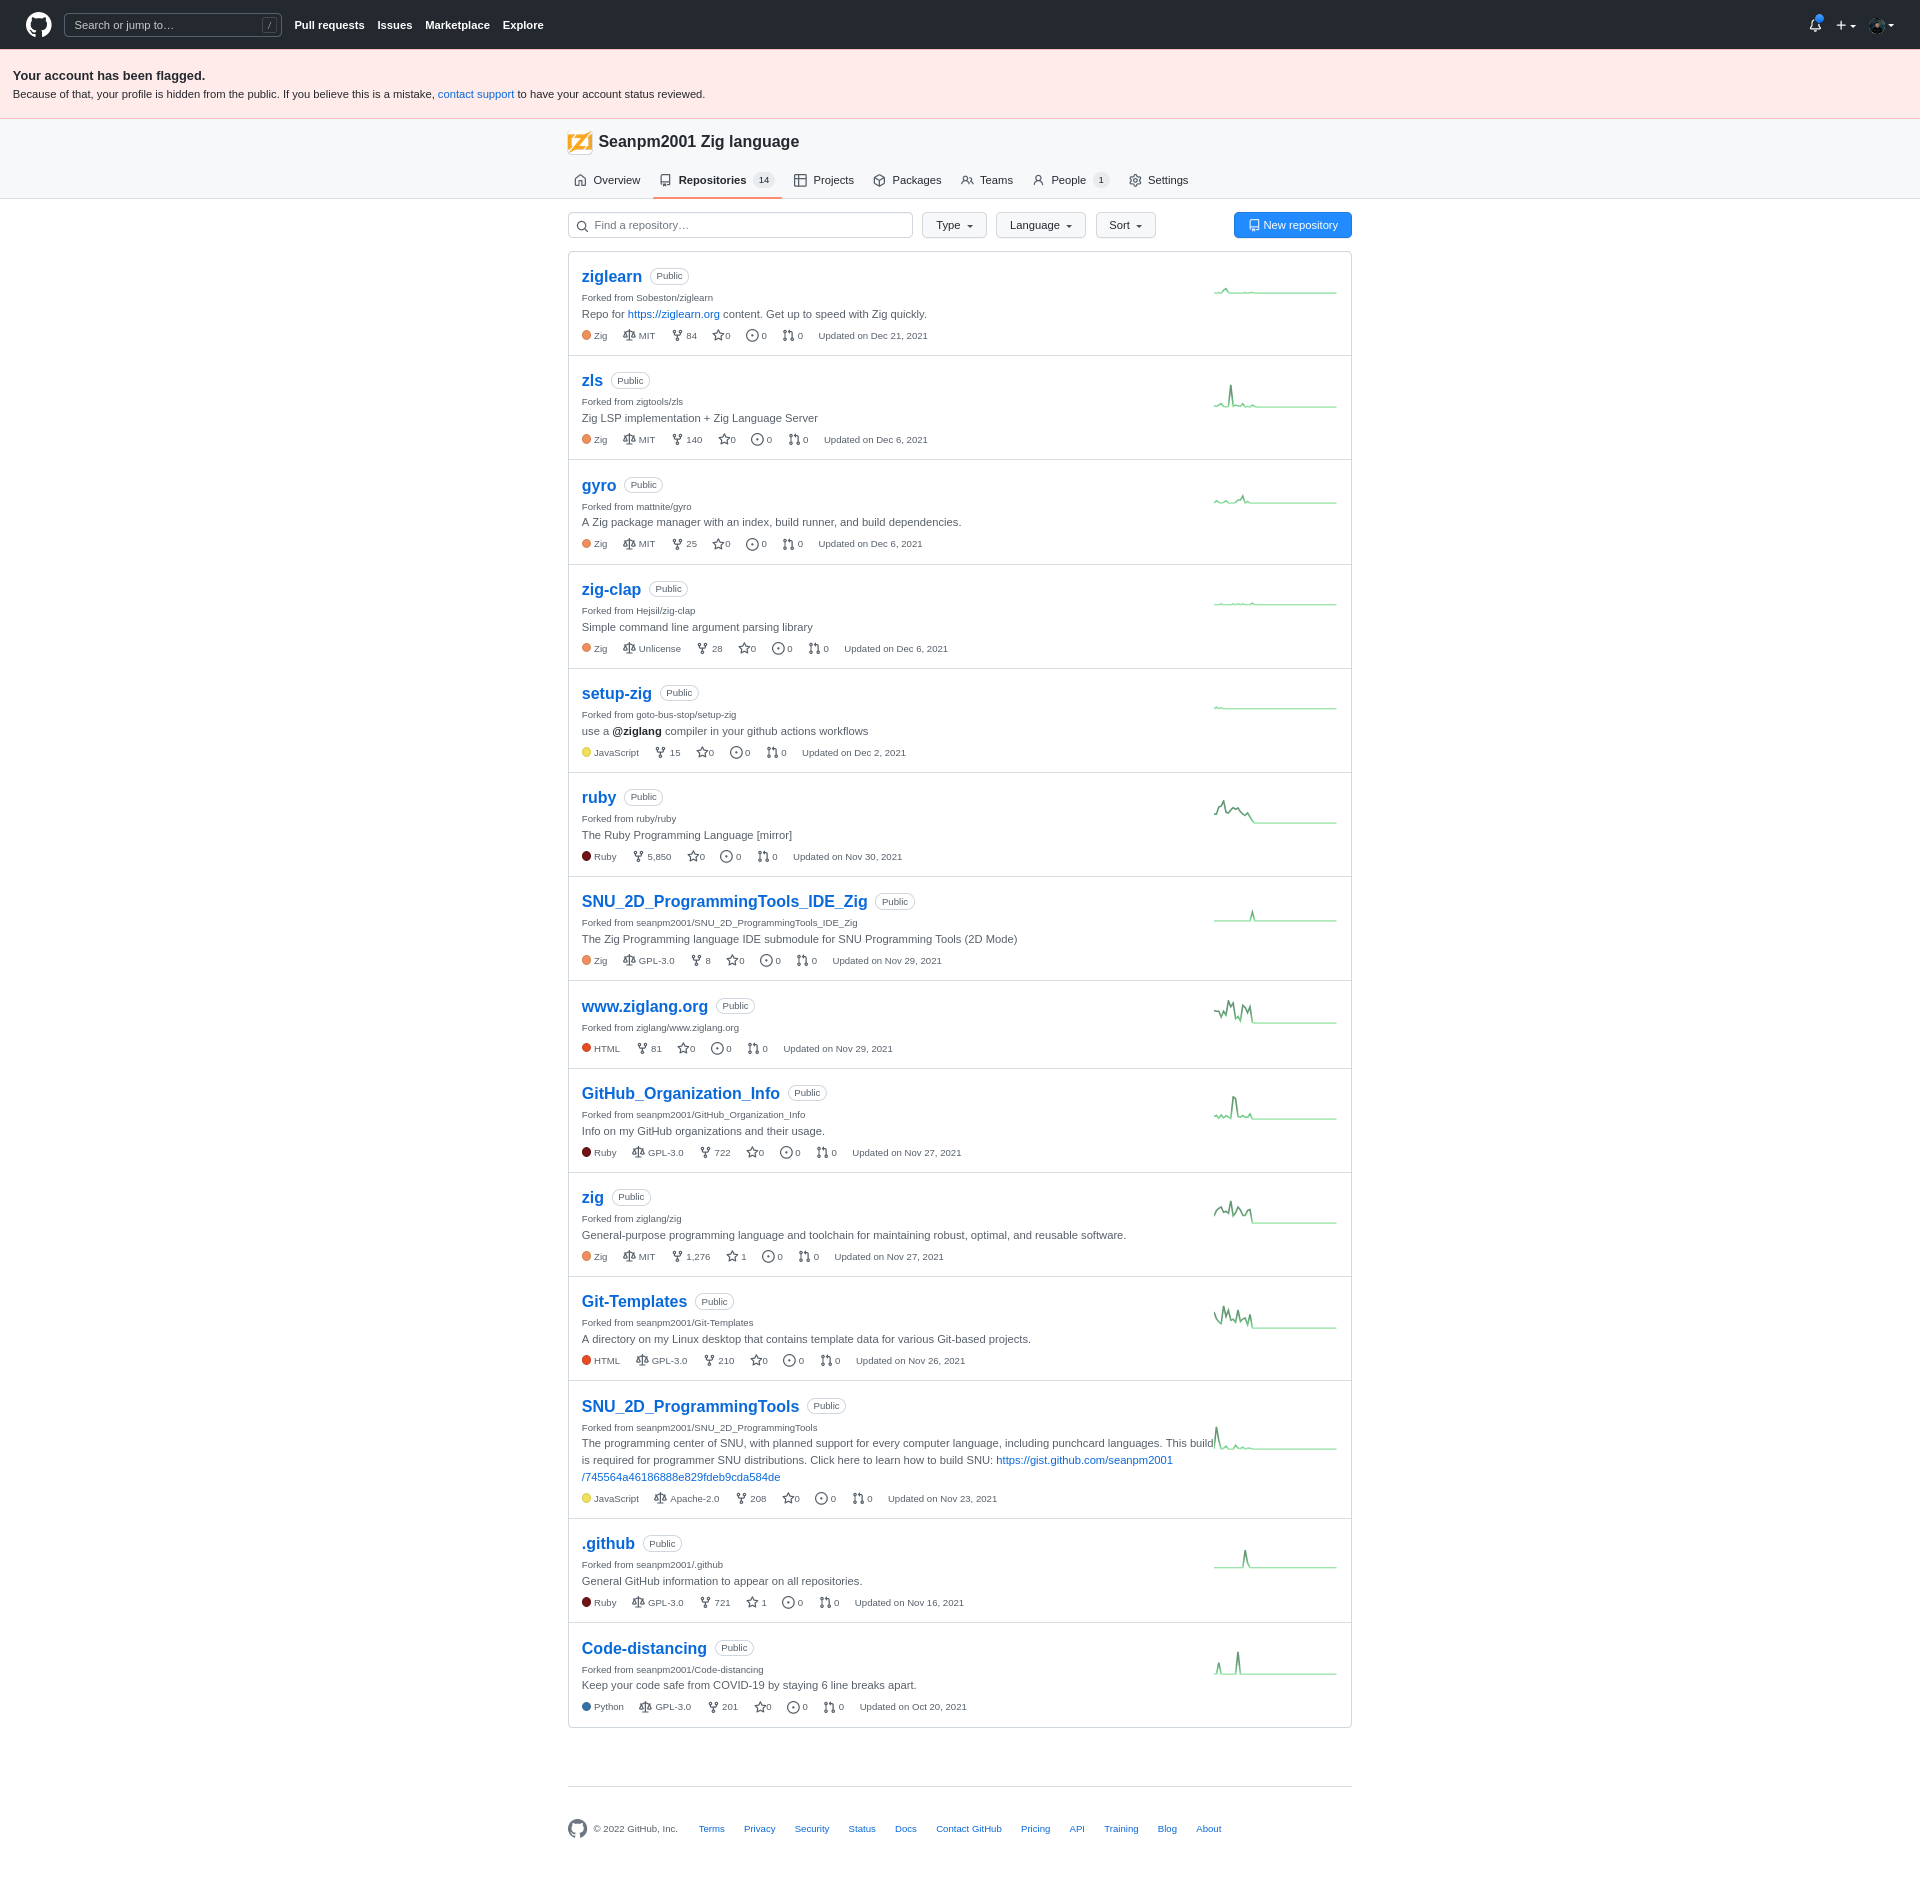 Search or jump to… /
Pull requests Issues Marketplace Explore
Your account has been flagged.
Because of that, your profile is hidden from the public. If you believe this is a mistake, contact support to have your account status reviewed.
Seanpm2001 Zig language
Overview Repositories 14 Projects Packages Teams People 1 Settings
Find a repository… Type Language Sort New repository
ziglearn Public
Forked from Sobeston/ziglearn
Repo for https://ziglearn.org content. Get up to speed with Zig quickly.
Zig MIT 84 0 0 0 Updated on Dec 21, 2021
zls Public
Forked from zigtools/zls
Zig LSP implementation + Zig Language Server
Zig MIT 140 0 0 0 Updated on Dec 6, 2021
gyro Public
Forked from mattnite/gyro
A Zig package manager with an index, build runner, and build dependencies.
Zig MIT 25 0 0 0 Updated on Dec 6, 2021
zig-clap Public
Forked from Hejsil/zig-clap
Simple command line argument parsing library
Zig Unlicense 28 0 0 0 Updated on Dec 6, 2021
setup-zig Public
Forked from goto-bus-stop/setup-zig
use a @ziglang compiler in your github actions workflows
JavaScript 15 0 0 0 Updated on Dec 2, 2021
ruby Public
Forked from ruby/ruby
The Ruby Programming Language [mirror]
Ruby 5,850 0 0 0 Updated on Nov 30, 2021
SNU_2D_ProgrammingTools_IDE_Zig Public
Forked from seanpm2001/SNU_2D_ProgrammingTools_IDE_Zig
The Zig Programming language IDE submodule for SNU Programming Tools (2D Mode)
Zig GPL-3.0 8 0 0 0 Updated on Nov 29, 2021
www.ziglang.org Public
Forked from ziglang/www.ziglang.org
HTML 81 0 0 0 Updated on Nov 29, 2021
GitHub_Organization_Info Public
Forked from seanpm2001/GitHub_Organization_Info
Info on my GitHub organizations and their usage.
Ruby GPL-3.0 722 0 0 0 Updated on Nov 27, 2021
zig Public
Forked from ziglang/zig
General-purpose programming language and toolchain for maintaining robust, optimal, and reusable software.
Zig MIT 1,276 1 0 0 Updated on Nov 27, 2021
Git-Templates Public
Forked from seanpm2001/Git-Templates
A directory on my Linux desktop that contains template data for various Git-based projects.
HTML GPL-3.0 210 0 0 0 Updated on Nov 26, 2021
SNU_2D_ProgrammingTools Public
Forked from seanpm2001/SNU_2D_ProgrammingTools
The programming center of SNU, with planned support for every computer language, including punchcard languages. This build
is required for programmer SNU distributions. Click here to learn how to build SNU: https://gist.github.com/seanpm2001
/745564a46186888e829fdeb9cda584de
JavaScript Apache-2.0 208 0 0 0 Updated on Nov 23, 2021
.github Public
Forked from seanpm2001/.github
General GitHub information to appear on all repositories.
Ruby GPL-3.0 721 1 0 0 Updated on Nov 16, 2021
Code-distancing Public
Forked from seanpm2001/Code-distancing
Keep your code safe from COVID-19 by staying 6 line breaks apart.
Python GPL-3.0 201 0 0 0 Updated on Oct 20, 2021
© 2022 GitHub, Inc. Terms Privacy Security Status Docs Contact GitHub Pricing API Training Blog About